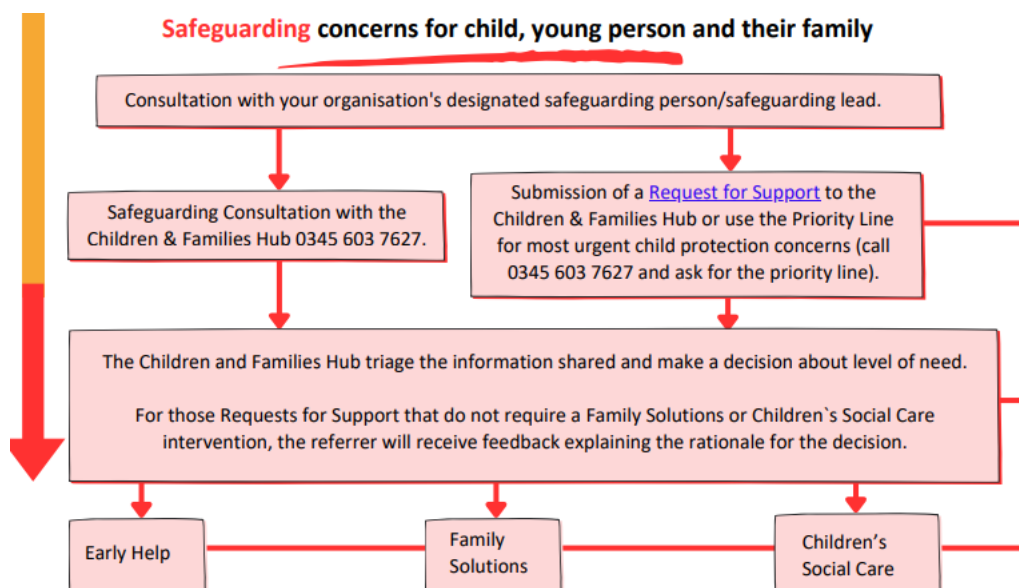 Safeguarding concerns for child, young person and their family
Consultation with your organisation's designated safeguarding person/safeguarding lead.
Safeguarding Consultation with the
Children & Families Hub 0345 603 7627.
Submission of a Request for Support to the
Children & Families Hub or use the Priority Line
for most urgent child protection concerns (call
0345 603 7627 and ask for the priority line).
The Children and Families Hub triage the information shared and make a decision about level of need.
For those Requests for Support that do not require a Family Solutions or Children`s Social Care
intervention, the referrer will receive feedback explaining the rationale for the decision.
Early Help
Family
Solutions
Children’s
Social Care